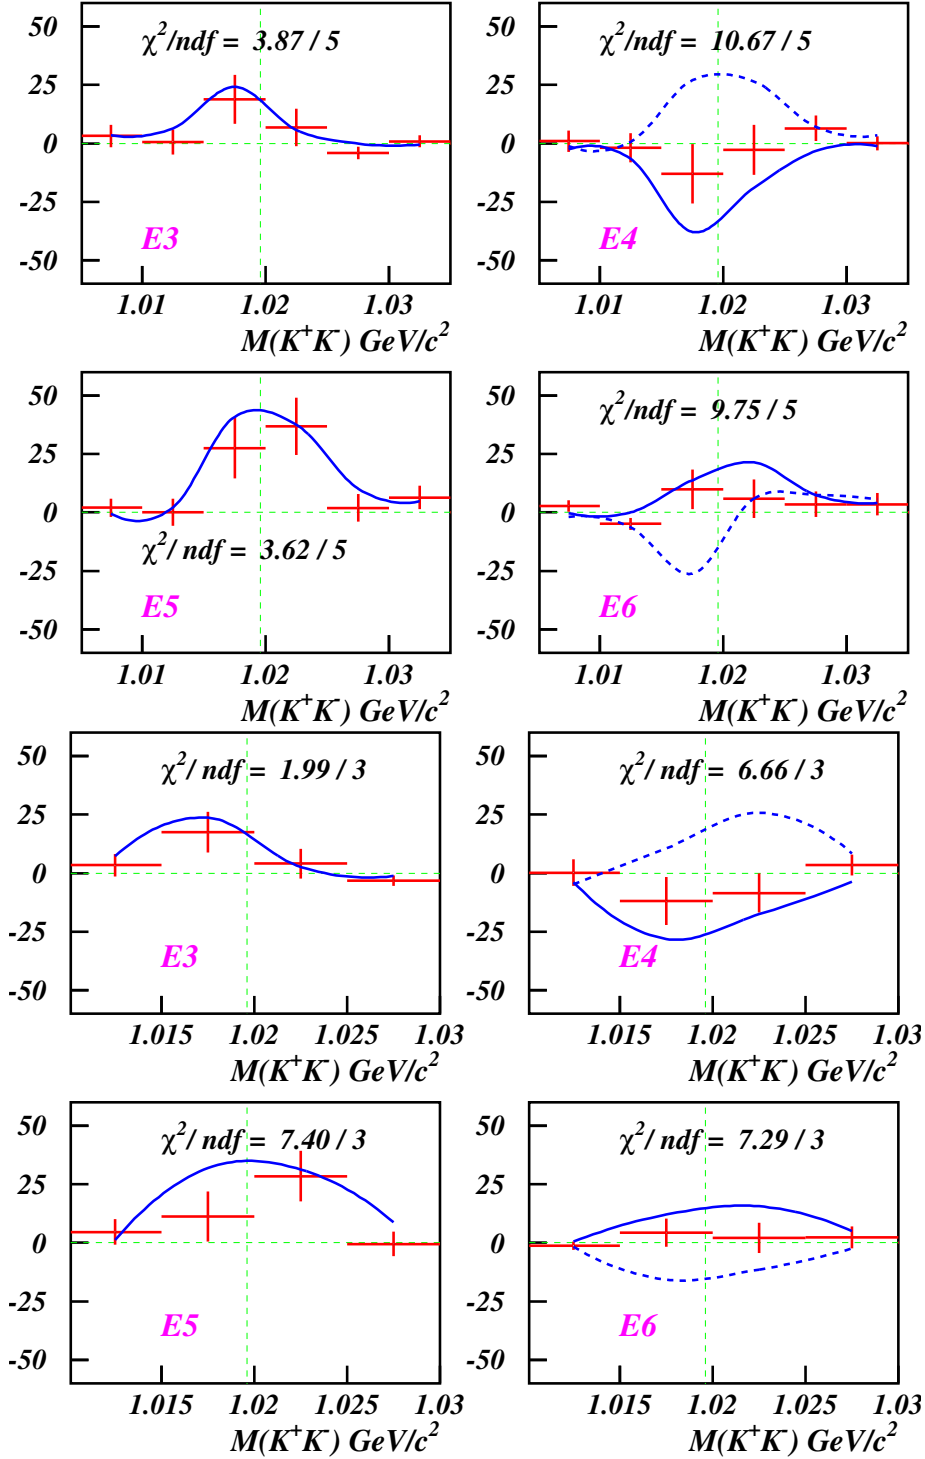 50
25
0
-25
-50
χ²/ndf = 3.87 / 5
E3
1.01 1.02 1.03
M(K⁺K⁻) GeV/c²
50
25
0
-25
-50
χ²/ndf = 10.67 / 5
E4
1.01 1.02 1.03
M(K⁺K⁻) GeV/c²
50
25
0
-25
-50
χ²/ ndf = 3.62 / 5
E5
1.01 1.02 1.03
M(K⁺K⁻) GeV/c²
50
25
0
-25
-50
χ²/ndf = 9.75 / 5
E6
1.01 1.02 1.03
M(K⁺K⁻) GeV/c²
50
25
0
-25
-50
χ²/ ndf = 1.99 / 3
E3
1.015 1.02 1.025 1.03
M(K⁺K⁻) GeV/c²
50
25
0
-25
-50
χ²/ ndf = 6.66 / 3
E4
1.015 1.02 1.025 1.03
M(K⁺K⁻) GeV/c²
50
25
0
-25
-50
χ²/ ndf = 7.40 / 3
E5
1.015 1.02 1.025 1.03
M(K⁺K⁻) GeV/c²
50
25
0
-25
-50
χ²/ ndf = 7.29 / 3
E6
1.015 1.02 1.025 1.03
M(K⁺K⁻) GeV/c²